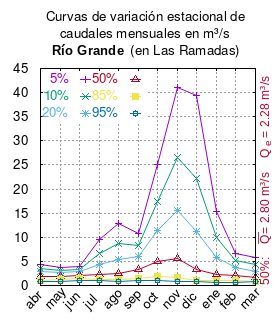 Curvas de variación estacional de
caudales mensuales en m³/s
Río Grande (en Las Ramadas)
45
40
35
30
25
20
15
10
5
0
5% 50%
10% 85%
20% 95%
abr may jun jul ago sep oct nov dic ene feb mar
50%. Q= 2.80 m³/s Q e = 2.28 m³/s